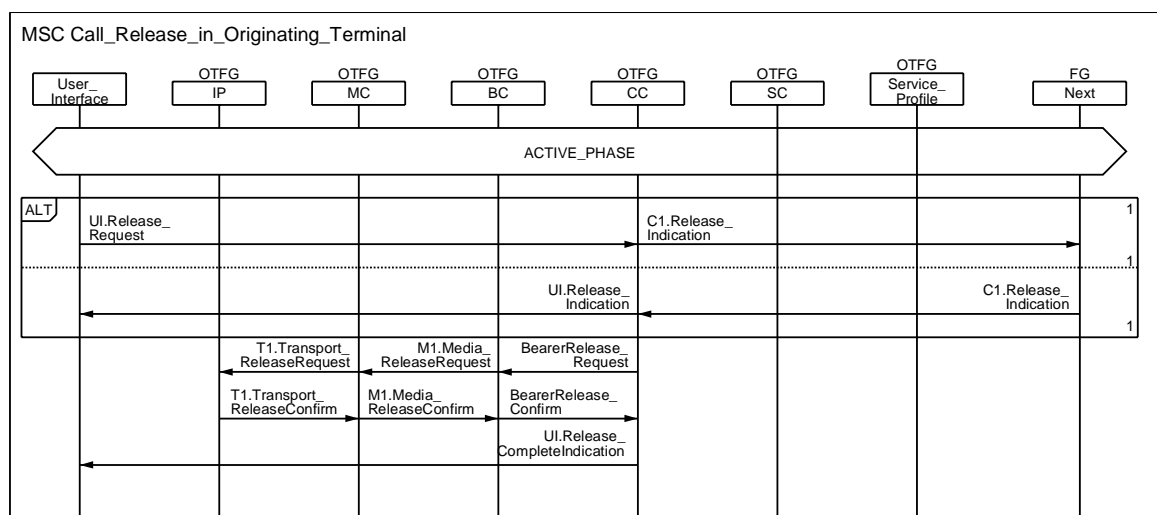 MSC Call_Release_in_Originating_Terminal
OTFG OTFG OTFG OTFG OTFG OTFG FG
User_
Interface
IP MC BC CC SC
Service_
Profile
Next
ACTIVE_PHASE
ALT 1
UI.Release_
Request
C1.Release_
Indication
1
UI.Release_
Indication
C1.Release_
Indication
1
T1.Transport_
ReleaseRequest
M1.Media_
ReleaseRequest
BearerRelease_
Request
T1.Transport_
ReleaseConfirm
M1.Media_
ReleaseConfirm
BearerRelease_
Confirm
UI.Release_
CompleteIndication